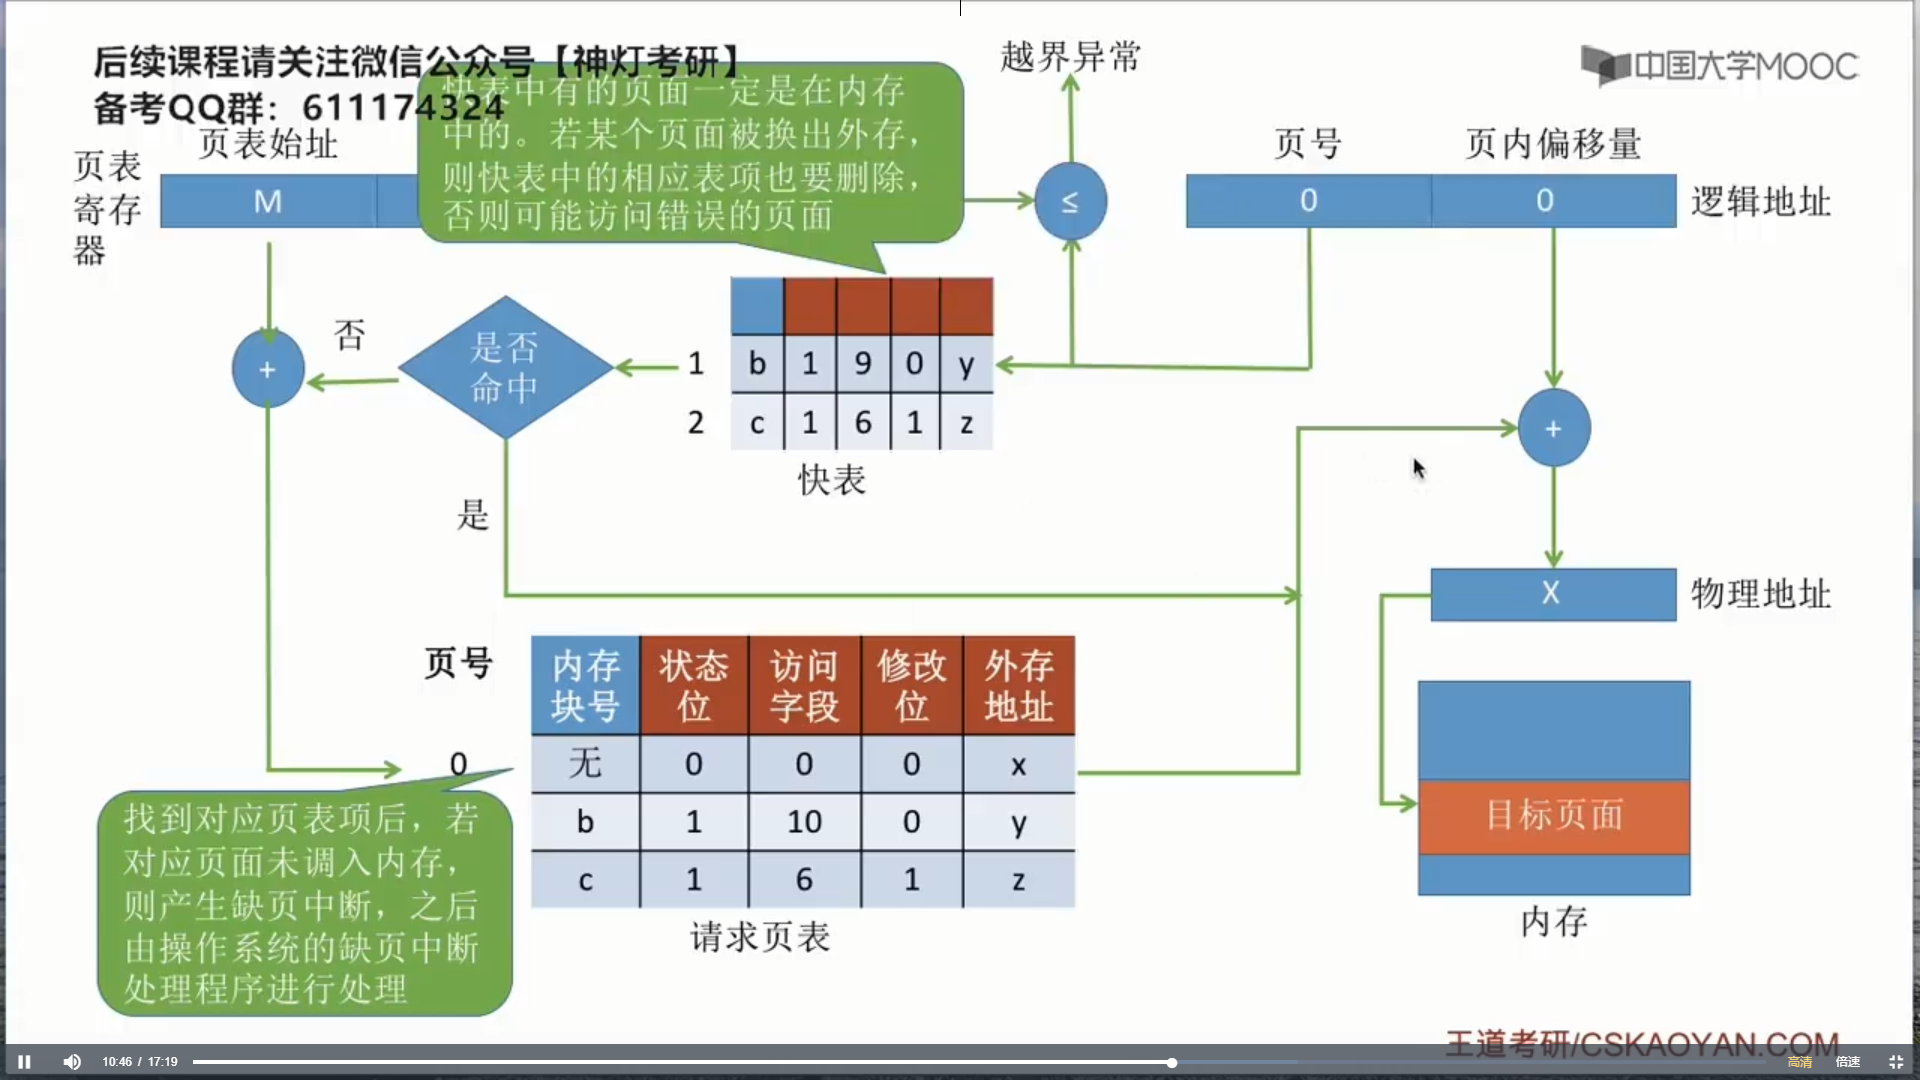 后续课程请关注微信公众号【神灯考研】
备考QQ群：611174324
中国大学MOOC
越界异常
快表中有的页面一定是在内存
中的。若某个页面被换出外存，
则快表中的相应表项也要删除，
否则可能访问错误的页面
页表始址
页表
寄存
器
M
≤
页号 页内偏移量
0 0 逻辑地址
+
否
是否
命中
1 b 1 9 0 y
2 c 1 6 1 z
快表
是
+
X 物理地址
页号 内存块号 状态位 访问字段 修改位 外存地址
0 无 0 0 0 x
b 1 10 0 y
c 1 6 1 z
请求页表
找到对应页表项后，若
对应页面未调入内存，
则产生缺页中断，之后
由操作系统的缺页中断
处理程序进行处理
目标页面
内存
王道考研/CSKAOYAN.COM
10:46 / 17:19
高清 倍速